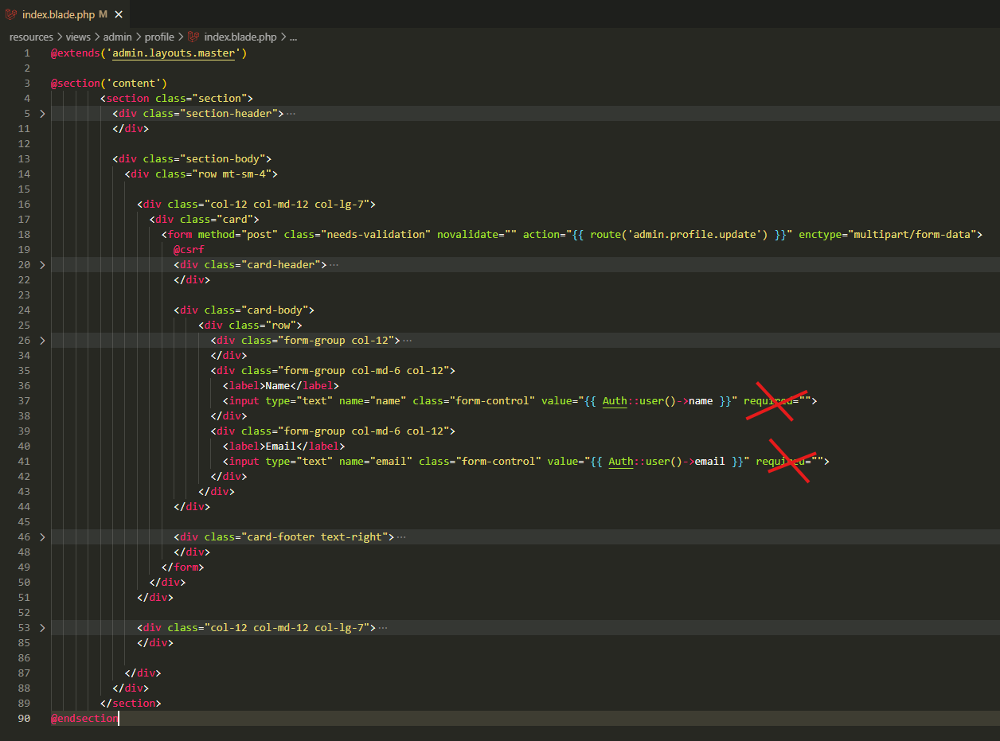 index.blade.php M ×
resources > views > admin > profile > index.blade.php > ...
1 @extends('admin.layouts.master')
2
3 @section('content')
4 <section class="section">
5 <div class="section-header">···
11 </div>
12
13 <div class="section-body">
14 <div class="row mt-sm-4">
15
16 <div class="col-12 col-md-12 col-lg-7">
17 <div class="card">
18 <form method="post" class="needs-validation" novalidate="" action="{{ route('admin.profile.update') }}" enctype="multipart/form-data">
19 @csrf
20 <div class="card-header">···
22 </div>
23
24 <div class="card-body">
25 <div class="row">
26 <div class="form-group col-12">···
34 </div>
35 <div class="form-group col-md-6 col-12">
36 <label>Name</label>
37 <input type="text" name="name" class="form-control" value="{{ Auth::user()->name }}" required="">
38 </div>
39 <div class="form-group col-md-6 col-12">
40 <label>Email</label>
41 <input type="text" name="email" class="form-control" value="{{ Auth::user()->email }}" required="">
42 </div>
43 </div>
44 </div>
45
46 <div class="card-footer text-right">···
48 </div>
49 </form>
50 </div>
51 </div>
52
53 <div class="col-12 col-md-12 col-lg-7">···
85 </div>
86
87 </div>
88 </div>
89 </section>
90 @endsection